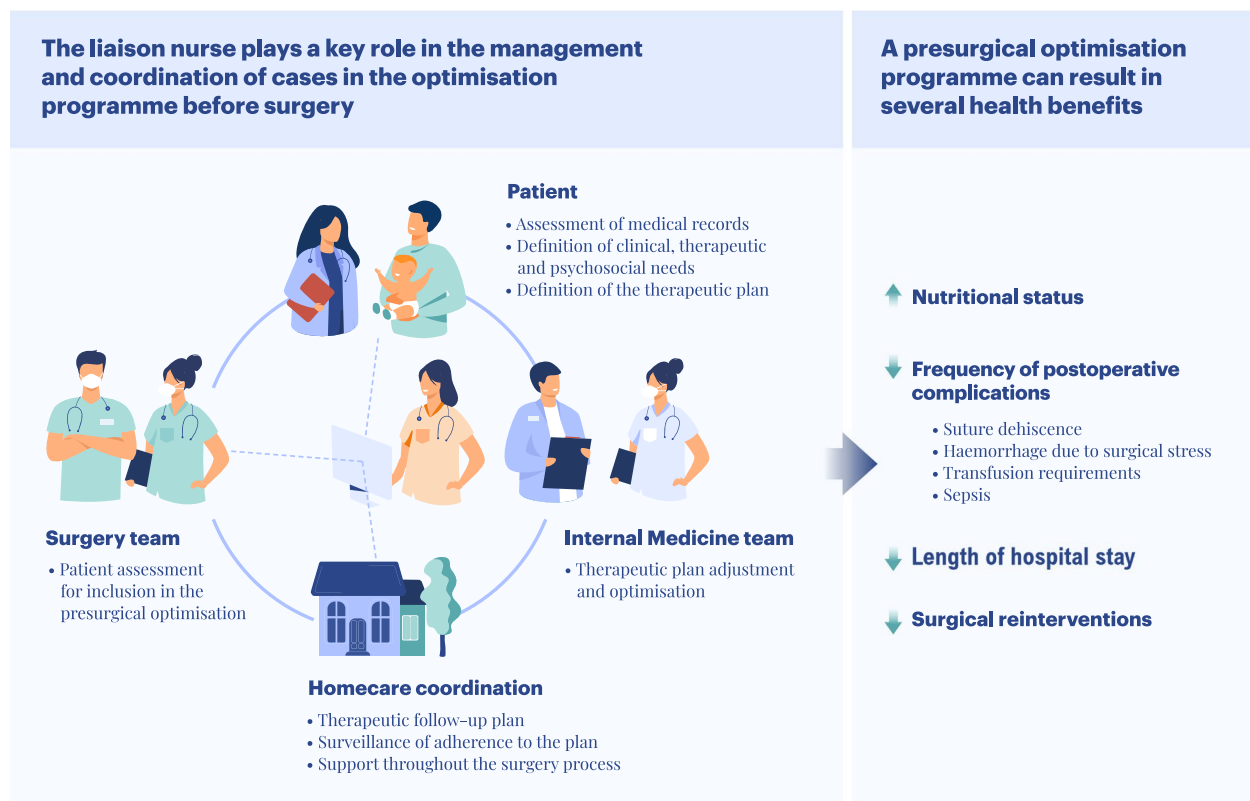 The liaison nurse plays a key role in the management
and coordination of cases in the optimisation
programme before surgery
Patient
• Assessment of medical records
• Definition of clinical, therapeutic
and psychosocial needs
• Definition of the therapeutic plan
Surgery team
• Patient assessment
for inclusion in the
presurgical optimisation
Internal Medicine team
• Therapeutic plan adjustment
and optimisation
Homecare coordination
• Therapeutic follow-up plan
• Surveillance of adherence to the plan
• Support throughout the surgery process
A presurgical optimisation
programme can result in
several health benefits
Nutritional status
Frequency of postoperative
complications
• Suture dehiscence
• Haemorrhage due to surgical stress
• Transfusion requirements
• Sepsis
Length of hospital stay
Surgical reinterventions